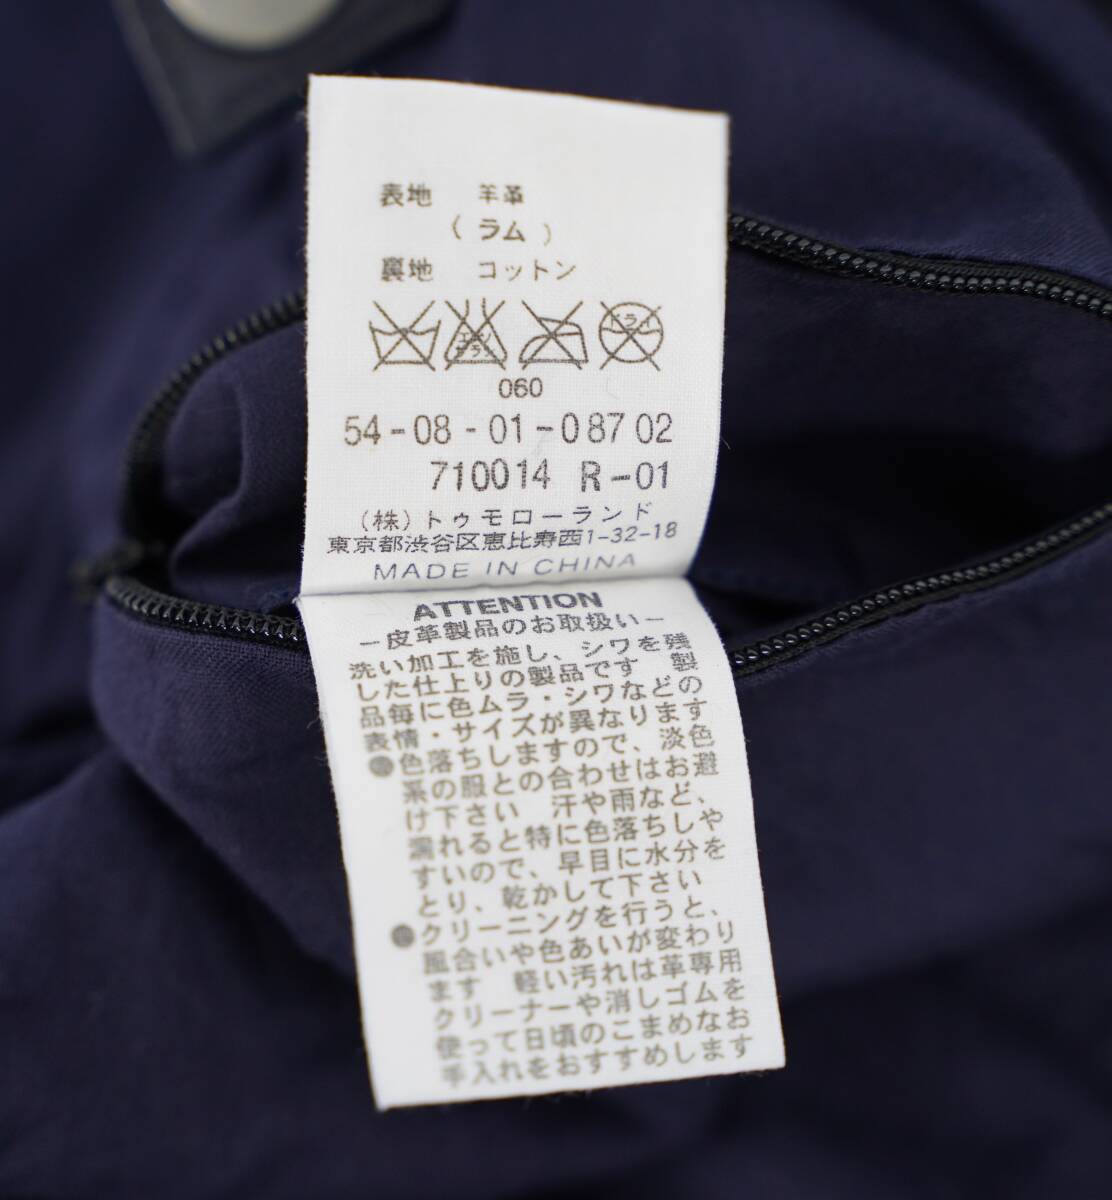 表地 羊革
(ラム)
裏地 コットン
エンソ
サラシ
ドライ
060
54-08-01-087 02
710014 R-01
(株)トゥモローランド
東京都渋谷区恵比寿西1-32-18
MADE IN CHINA
ATTENTION
-皮革製品のお取扱い-
洗い加工を施し、シワを残
した仕上りの製品です 製
品毎に色ムラ・シワなどの
表情・サイズが異なります
●色落ちしますので、淡色
系の服との合わせはお避
け下さい 汗や雨など、
濡れると特に色落ちしや
すいので、早目に水分を
とり、乾かして下さい
●クリーニングを行うと、
風合いや色あいが変わり
ます 軽い汚れは革専用
クリーナーや消しゴムを
使って日頃のこまめなお
手入れをおすすめします